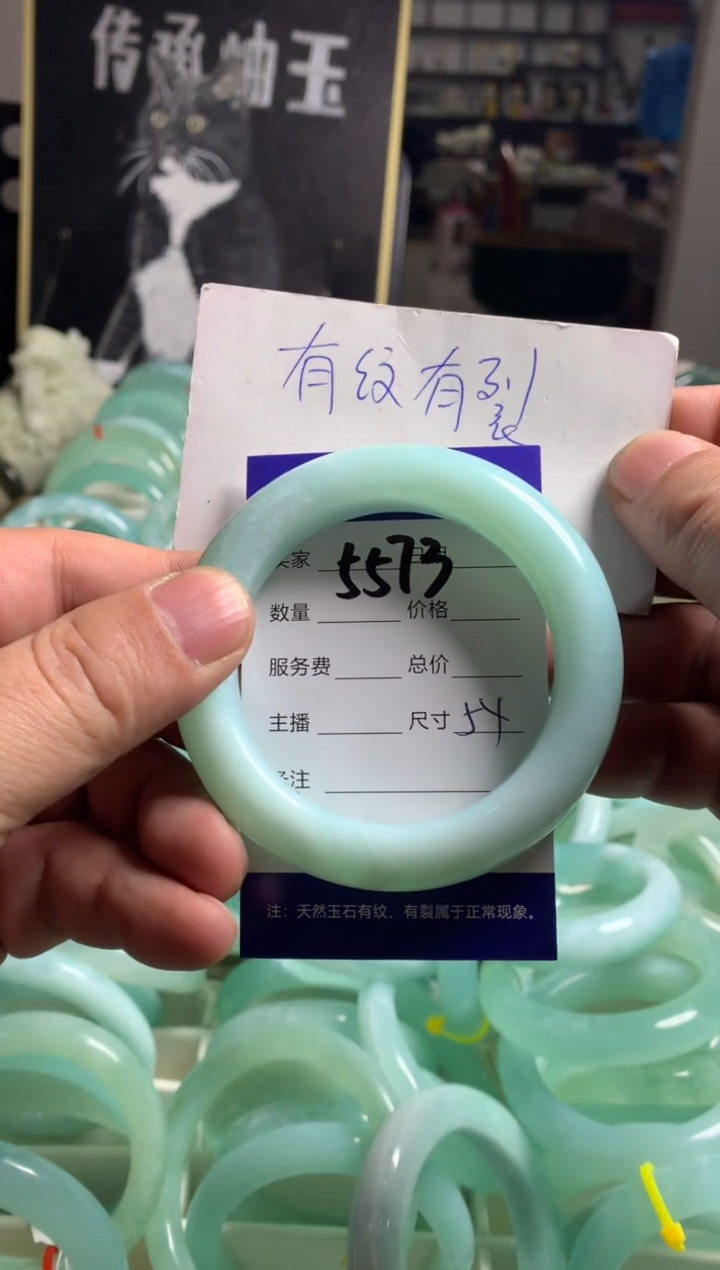 传承岫玉
有纹有裂
卖家 5573
数量 价格
服务费 总价
主播 尺寸 54
备注
注：天然玉石有纹、有裂属于正常现象。